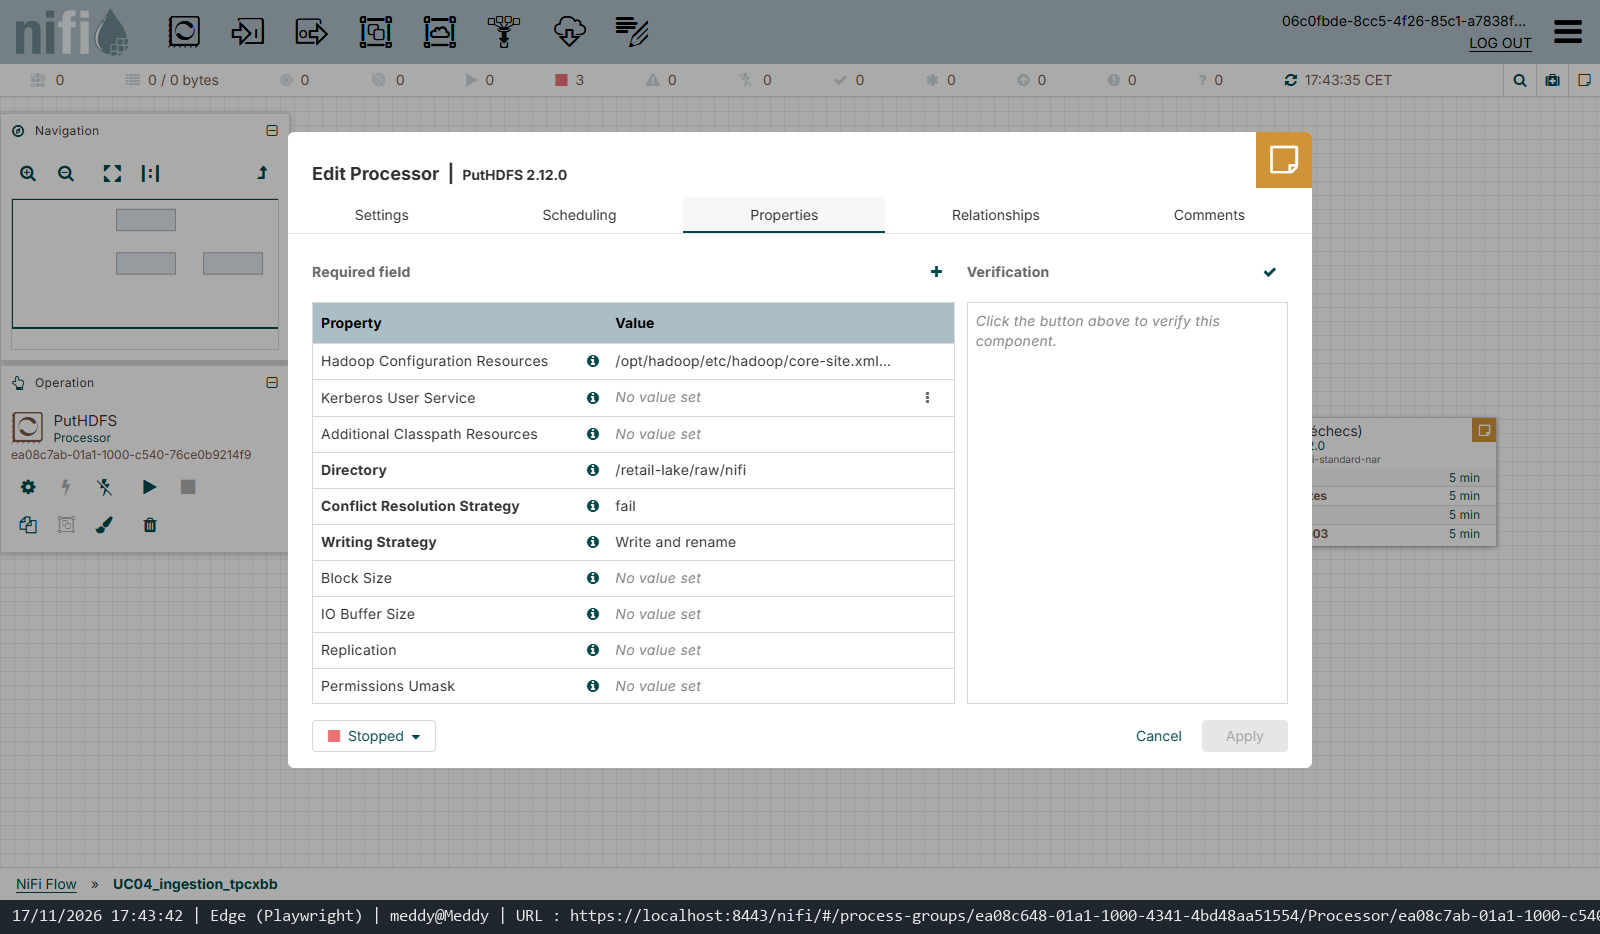 nifi
06c0fbde-8cc5-4f26-85c1-a7838f...
LOG OUT
0
0 / 0 bytes
0
0
0
3
0
0
0
0
0
0
? 0
17:43:35 CET
Navigation
Operation
PutHDFS
Processor
ea08c7ab-01a1-1000-c540-76ce0b9214f9
Edit Processor | PutHDFS 2.12.0
Settings
Scheduling
Properties
Relationships
Comments
Required field
Verification
Property Value
Hadoop Configuration Resources /opt/hadoop/etc/hadoop/core-site.xml...
Kerberos User Service No value set
Additional Classpath Resources No value set
Directory /retail-lake/raw/nifi
Conflict Resolution Strategy fail
Writing Strategy Write and rename
Block Size No value set
IO Buffer Size No value set
Replication No value set
Permissions Umask No value set
Click the button above to verify this
component.
Stopped
Cancel
Apply
échecs)
2.0
i-standard-nar
5 min
es 5 min
5 min
03 5 min
NiFi Flow » UC04_ingestion_tpcxbb
17/11/2026 17:43:42 | Edge (Playwright) | meddy@Meddy | URL : https://localhost:8443/nifi/#/process-groups/ea08c648-01a1-1000-4341-4bd48aa51554/Processor/ea08c7ab-01a1-1000-c540